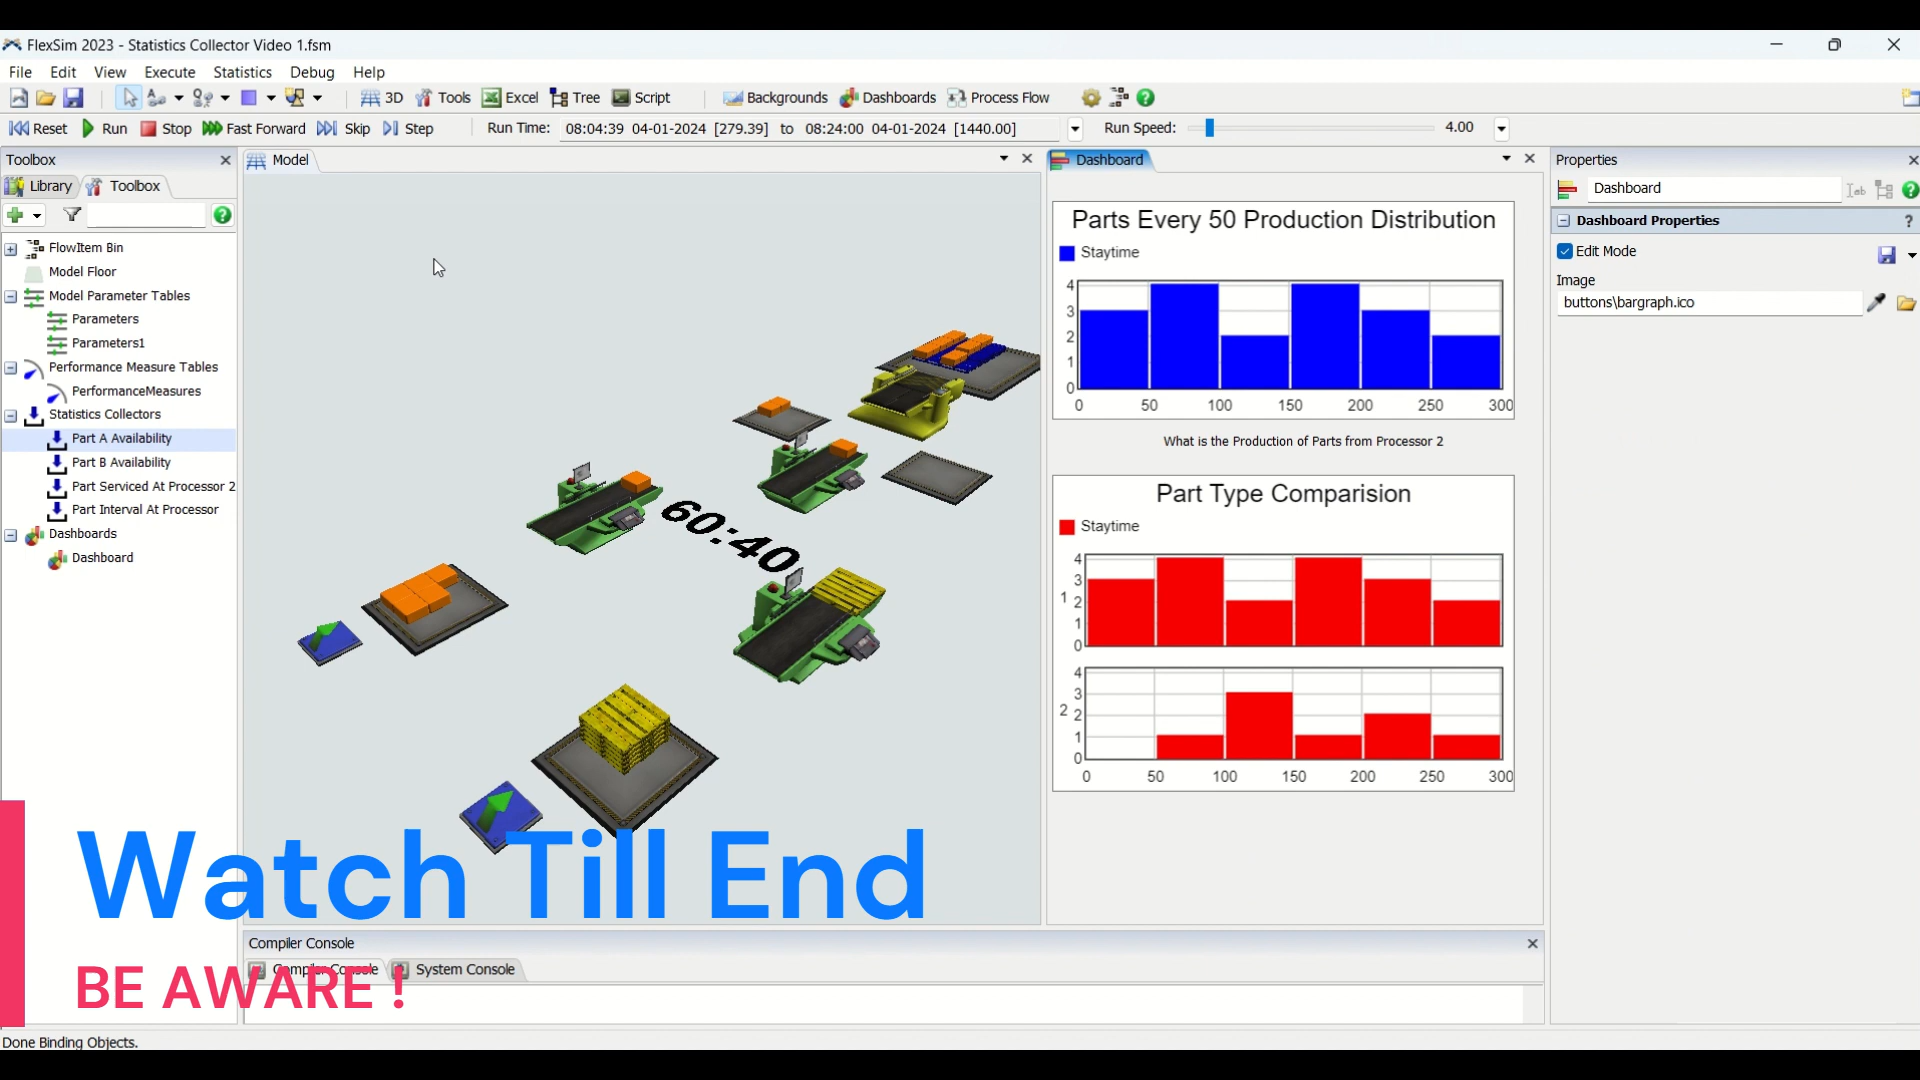 FlexSim 2023 - Statistics Collector Video 1.fsm
File Edit View Execute Statistics Debug Help
3D Tools Excel Tree Script Backgrounds Dashboards Process Flow
Reset Run Stop Fast Forward Skip Step Run Time: 08:04:39 04-01-2024 [279.39] to 08:24:00 04-01-2024 [1440.00] Run Speed: 4.00
Toolbox
Library Toolbox
FlowItem Bin
Model Floor
Model Parameter Tables
Parameters
Parameters1
Performance Measure Tables
PerformanceMeasures
Statistics Collectors
Part A Availability
Part B Availability
Part Serviced At Processor 2
Part Interval At Processor
Dashboards
Dashboard
Model
60:40
Dashboard
Parts Every 50 Production Distribution
Staytime
4
3
2
1
0
0 50 100 150 200 250 300
What is the Production of Parts from Processor 2
Part Type Comparision
Staytime
1
4
3
2
1
0
2
4
3
2
1
0
0 50 100 150 200 250 300
Properties
Dashboard
Dashboard Properties ?
Edit Mode
Image
buttons\bargraph.ico
Watch Till End
BE AWARE !
Compiler Console
Compiler Console System Console
Done Binding Objects.